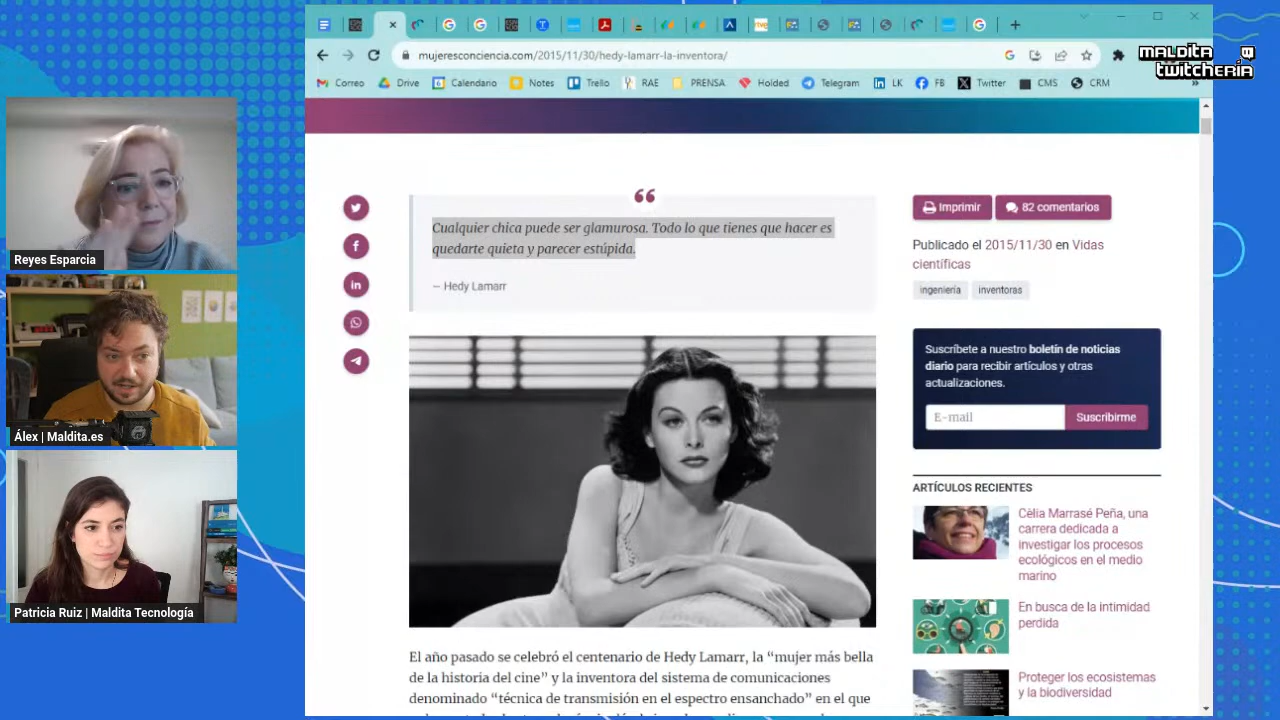 MALDITA
TWITCHERÍA
mujeresconciencia.com/2015/11/30/hedy-lamarr-la-inventora/
Correo
Drive
Calendario
Notes
Trello
RAE
PRENSA
Holded
Telegram
LK
FB
Twitter
CMS
CRM
»
Cualquier chica puede ser glamurosa. Todo lo que tienes que hacer es
quedarte quieta y parecer estúpida.
— Hedy Lamarr
Imprimir
82 comentarios
Publicado el 2015/11/30 en Vidas
científicas
ingeniería
inventoras
Suscríbete a nuestro boletín de noticias
diario para recibir artículos y otras
actualizaciones.
E-mail
Suscribirme
ARTÍCULOS RECIENTES
Cèlia Marrasé Peña, una
carrera dedicada a
investigar los procesos
ecológicos en el medio
marino
En busca de la intimidad
perdida
Proteger los ecosistemas
y la biodiversidad
El año pasado se celebró el centenario de Hedy Lamarr, la “mujer más bella
de la historia del cine” y la inventora del sistema de comunicaciones
denominado “técnica de transmisión en el espectro ensanchado” en el que
Reyes Esparcia
Álex | Maldita.es
Patricia Ruiz | Maldita Tecnología